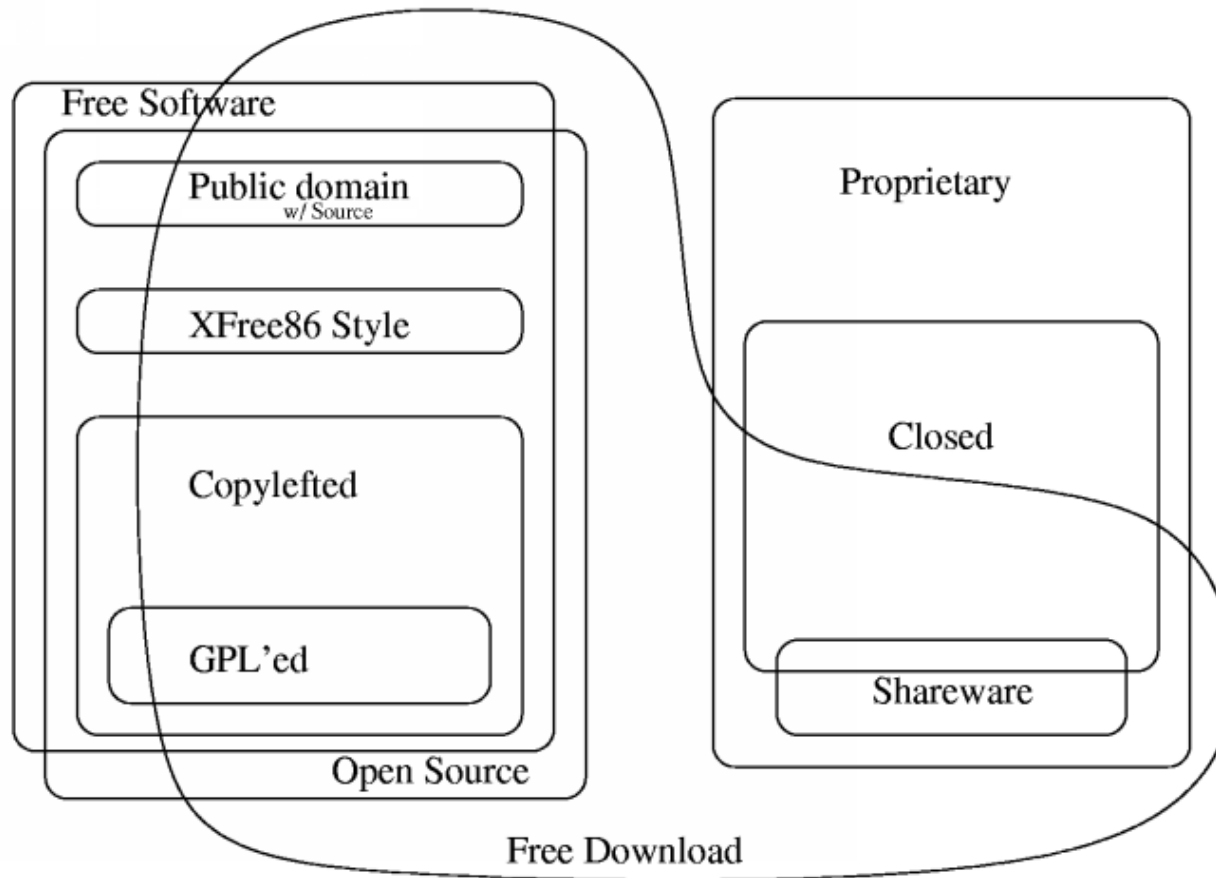 Free Software
Public domain
w/ Source
XFree86 Style
Copylefted
GPL'ed
Open Source
Proprietary
Closed
Shareware
Free Download